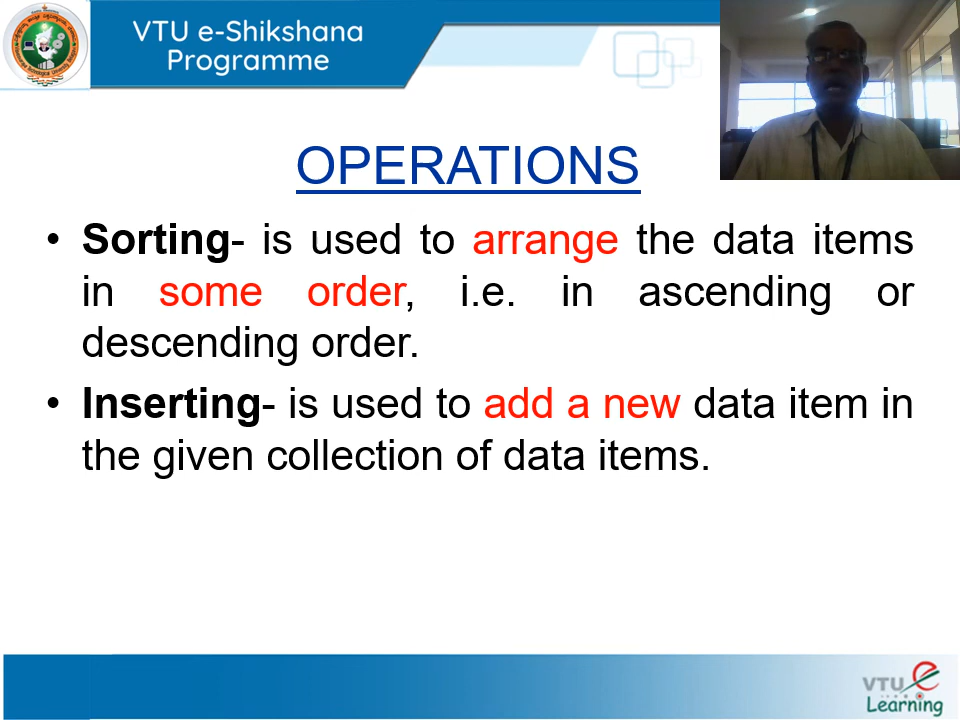 VTU e-Shikshana
Programme
OPERATIONS
• Sorting- is used to arrange the data items
in some order, i.e. in ascending or
descending order.
• Inserting- is used to add a new data item in
the given collection of data items.
VTU e
Learning